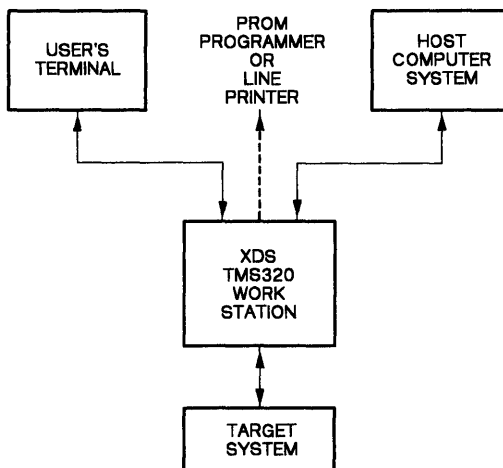 USER'S
TERMINAL
PROM
PROGRAMMER
OR
LINE
PRINTER
HOST
COMPUTER
SYSTEM
XDS
TMS320
WORK
STATION
TARGET
SYSTEM